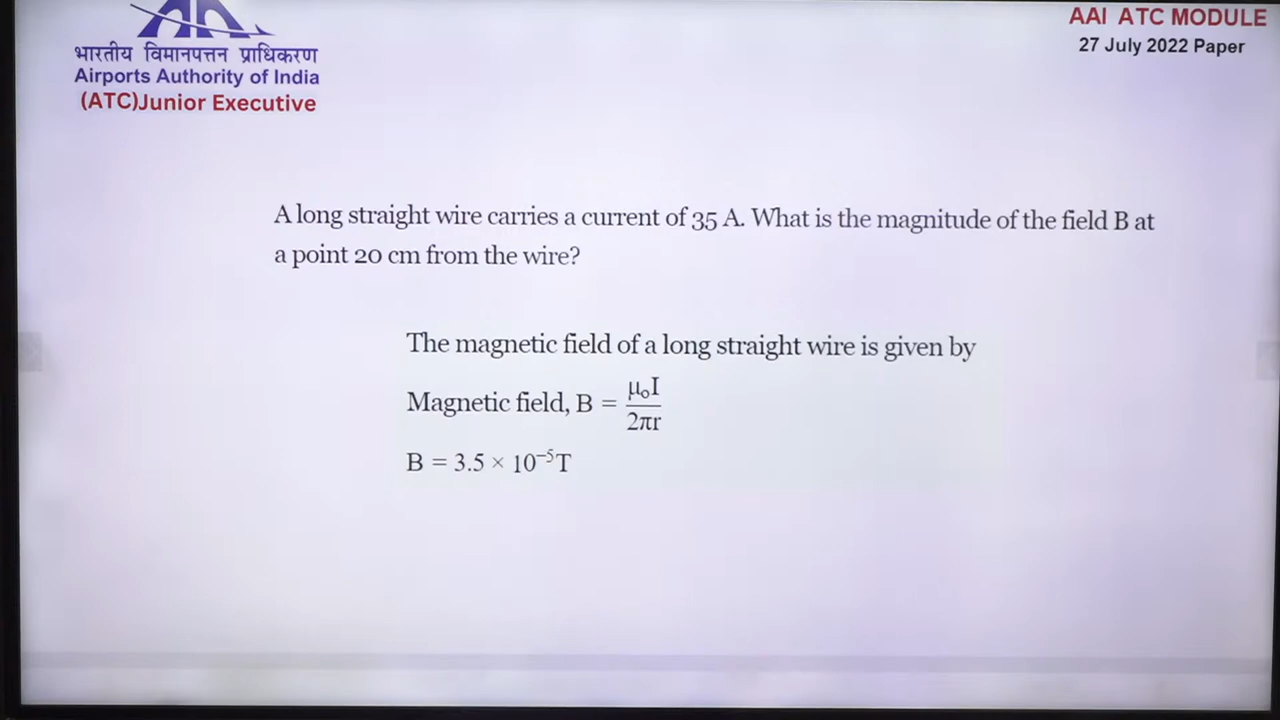 भारतीय विमानपत्तन प्राधिकरण
Airports Authority of India
(ATC)Junior Executive
AAI ATC MODULE
27 July 2022 Paper
A long straight wire carries a current of 35 A. What is the magnitude of the field B at
a point 20 cm from the wire?
The magnetic field of a long straight wire is given by
Magnetic field, B = μ₀I / 2πr
B = 3.5 × 10⁻⁵T